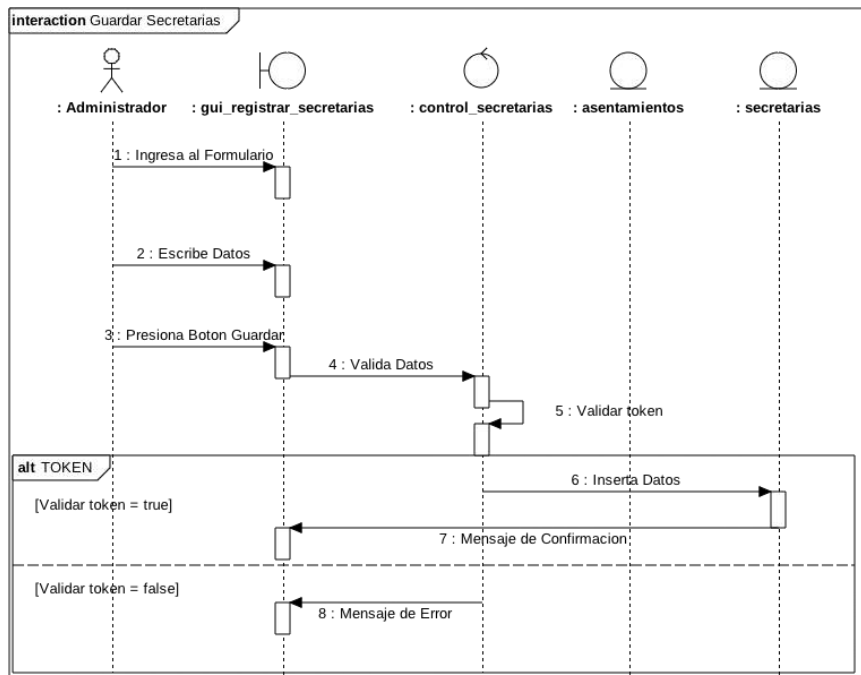 interaction Guardar Secretarias
: Administrador
: gui_registrar_secretarias
: control_secretarias
: asentamientos
: secretarias
1 : Ingresa al Formulario
2 : Escribe Datos
3 : Presiona Boton Guardar
4 : Valida Datos
5 : Validar token
alt TOKEN
6 : Inserta Datos
[Validar token = true]
7 : Mensaje de Confirmacion
[Validar token = false]
8 : Mensaje de Error